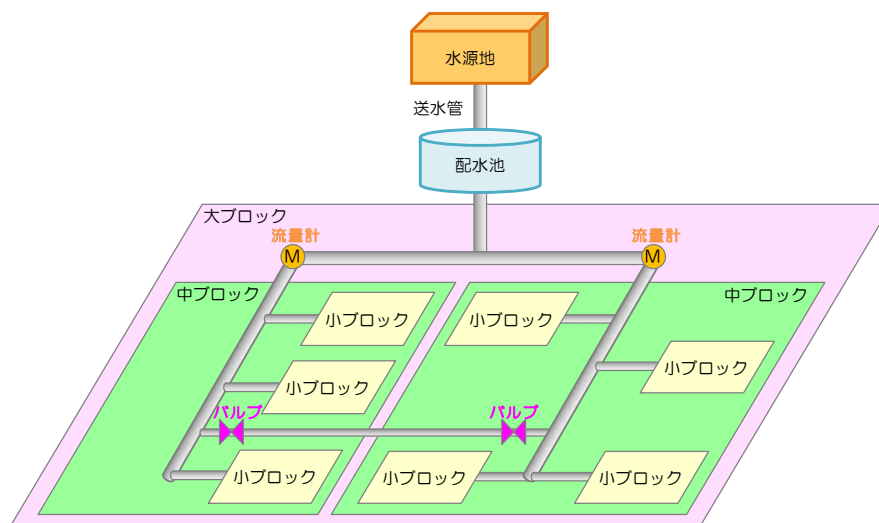 水源地
送水管
配水池
大ブロック
流量計
流量計
M
M
中ブロック
中ブロック
小ブロック
小ブロック
小ブロック
小ブロック
バルブ
バルブ
小ブロック
小ブロック
小ブロック